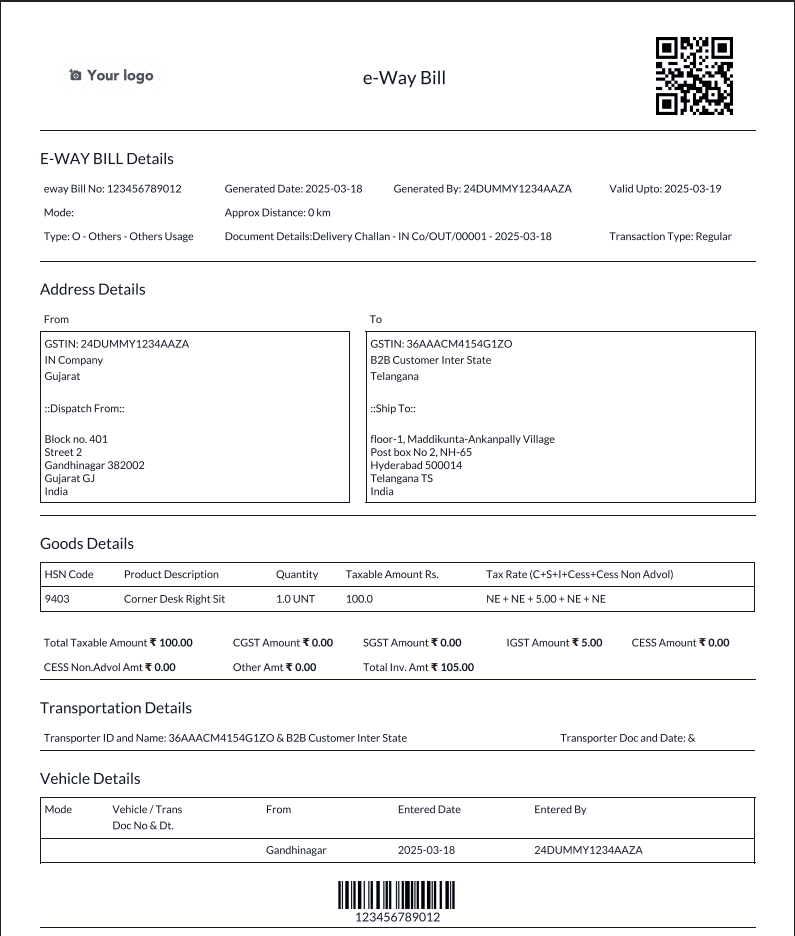 Your logo
e-Way Bill
E-WAY BILL Details
eway Bill No: 123456789012 Generated Date: 2025-03-18 Generated By: 24DUMMY1234AAZA Valid Upto: 2025-03-19
Mode: Approx Distance: 0 km
Type: O - Others - Others Usage Document Details:Delivery Challan - IN Co/OUT/00001 - 2025-03-18 Transaction Type: Regular
Address Details
From
GSTIN: 24DUMMY1234AAZA
IN Company
Gujarat
::Dispatch From::
Block no. 401
Street 2
Gandhinagar 382002
Gujarat GJ
India
To
GSTIN: 36AAACM4154G1ZO
B2B Customer Inter State
Telangana
::Ship To::
floor-1, Maddikunta-Ankanpally Village
Post box No 2, NH-65
Hyderabad 500014
Telangana TS
India
Goods Details
HSN Code Product Description Quantity Taxable Amount Rs. Tax Rate (C+S+I+Cess+Cess Non Advol)
9403 Corner Desk Right Sit 1.0 UNT 100.0 NE + NE + 5.00 + NE + NE
Total Taxable Amount ₹ 100.00 CGST Amount ₹ 0.00 SGST Amount ₹ 0.00 IGST Amount ₹ 5.00 CESS Amount ₹ 0.00
CESS Non.Advol Amt ₹ 0.00 Other Amt ₹ 0.00 Total Inv. Amt ₹ 105.00
Transportation Details
Transporter ID and Name: 36AAACM4154G1ZO & B2B Customer Inter State Transporter Doc and Date: &
Vehicle Details
Mode Vehicle / Trans From Entered Date Entered By
Doc No & Dt.
Gandhinagar 2025-03-18 24DUMMY1234AAZA
123456789012